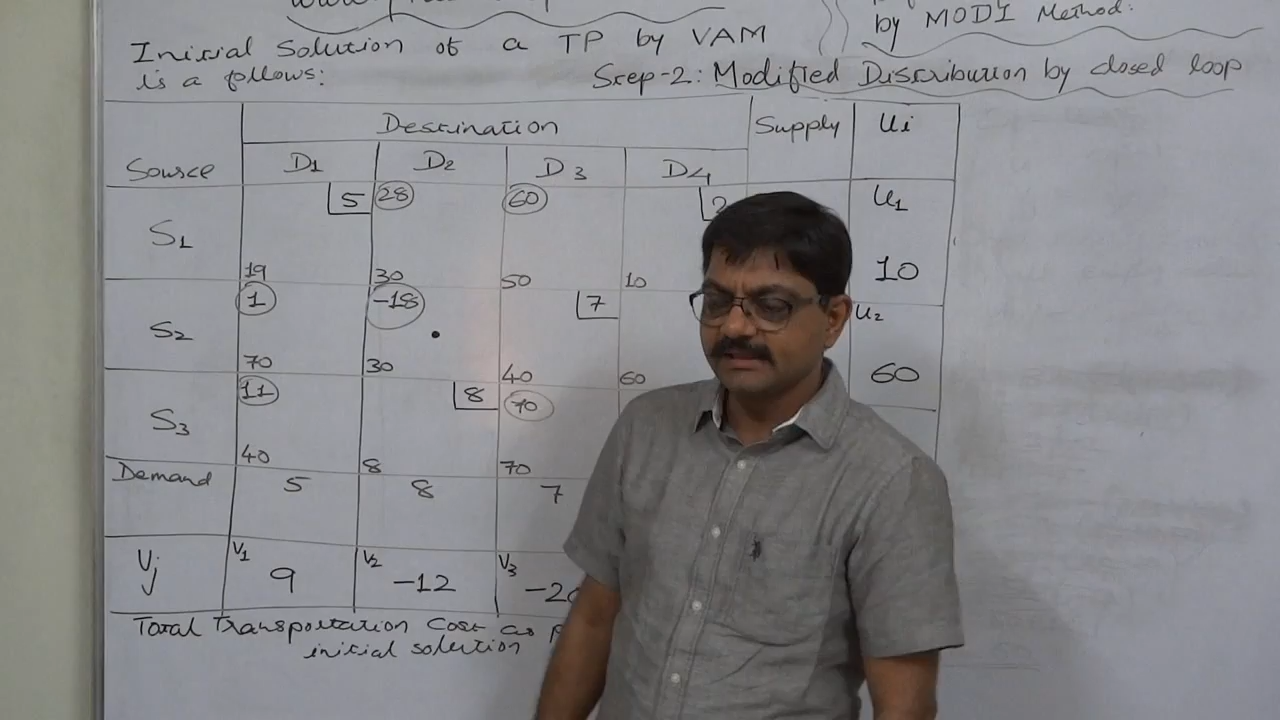 by MODI Method.
Initial Solution of a TP by VAM
is a follows:
Step-2: Modified Distribution by closed loop
Destination Supply Ui
Source D1 D2 D3 D4
5 28 60 2 U1
S1 10
19 30 50 10
1 -18 7 U2
S2
70 30 40 60 60
11 8 70
S3
40 8 70
Demand 5 8 7
Vj V1 9 V2 -12 V3
Total Transportation Cost as
initial solution